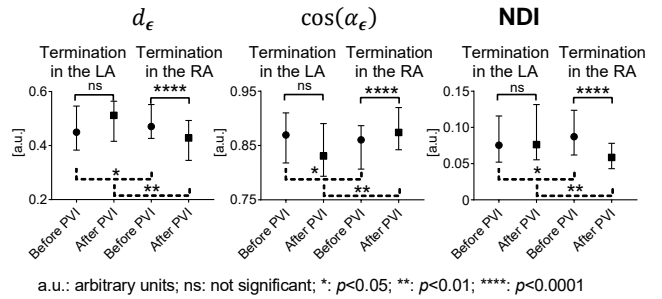 d_ϵ cos(α_ϵ) NDI
Termination in the LA
Termination in the RA
Termination in the LA
Termination in the RA
Termination in the LA
Termination in the RA
ns **** ns **** ns ****
[a.u.] 0.6 0.4 0.2
* **
Before PVI After PVI Before PVI After PVI
[a.u.] 0.95 0.85 0.75
* **
Before PVI After PVI Before PVI After PVI
[a.u.] 0.15 0.10 0.05 0
* **
Before PVI After PVI Before PVI After PVI
a.u.: arbitrary units; ns: not significant; *: p<0.05; **: p<0.01; ****: p<0.0001